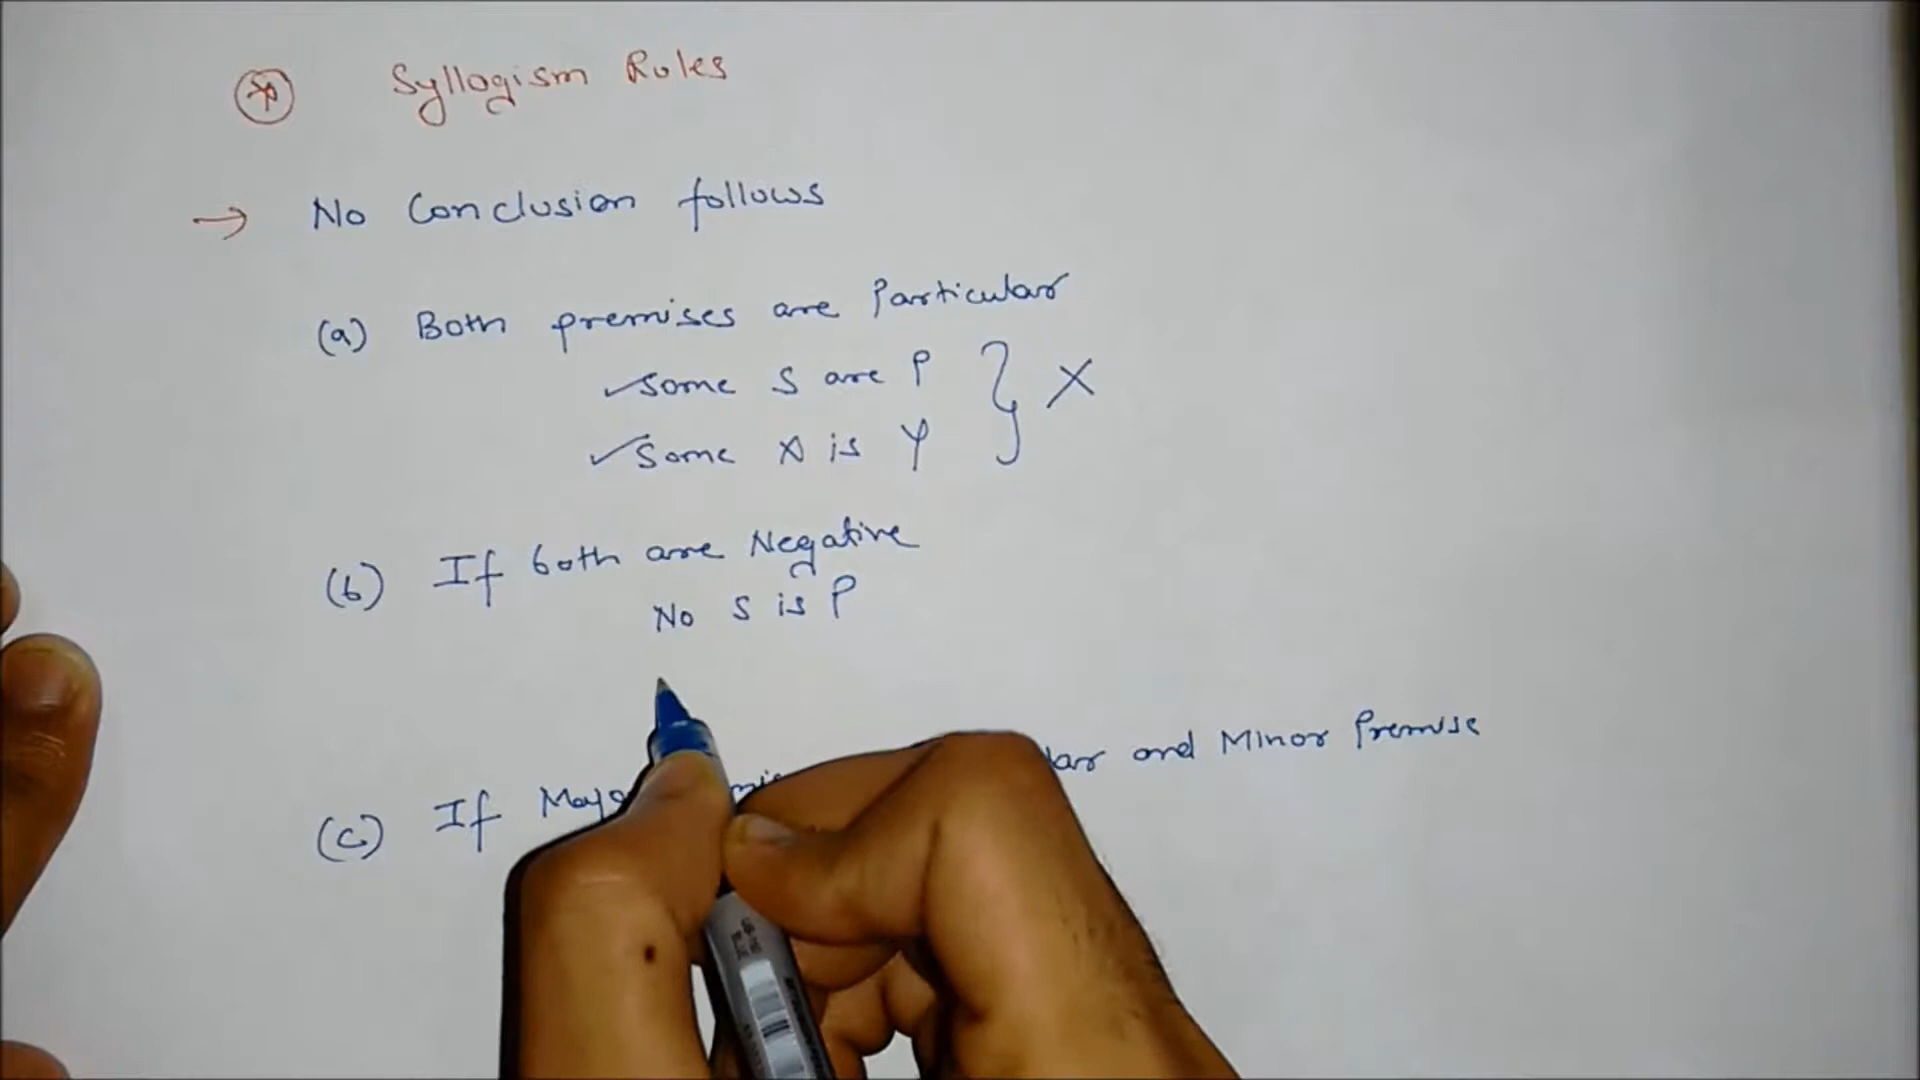 Syllogism Rules
→ No Conclusion follows
(a) Both premises are Particular
✓Some S are P
✓Some X is Y
} X
(b) If both are Negative
No S is P
(c) If and Minor Premise